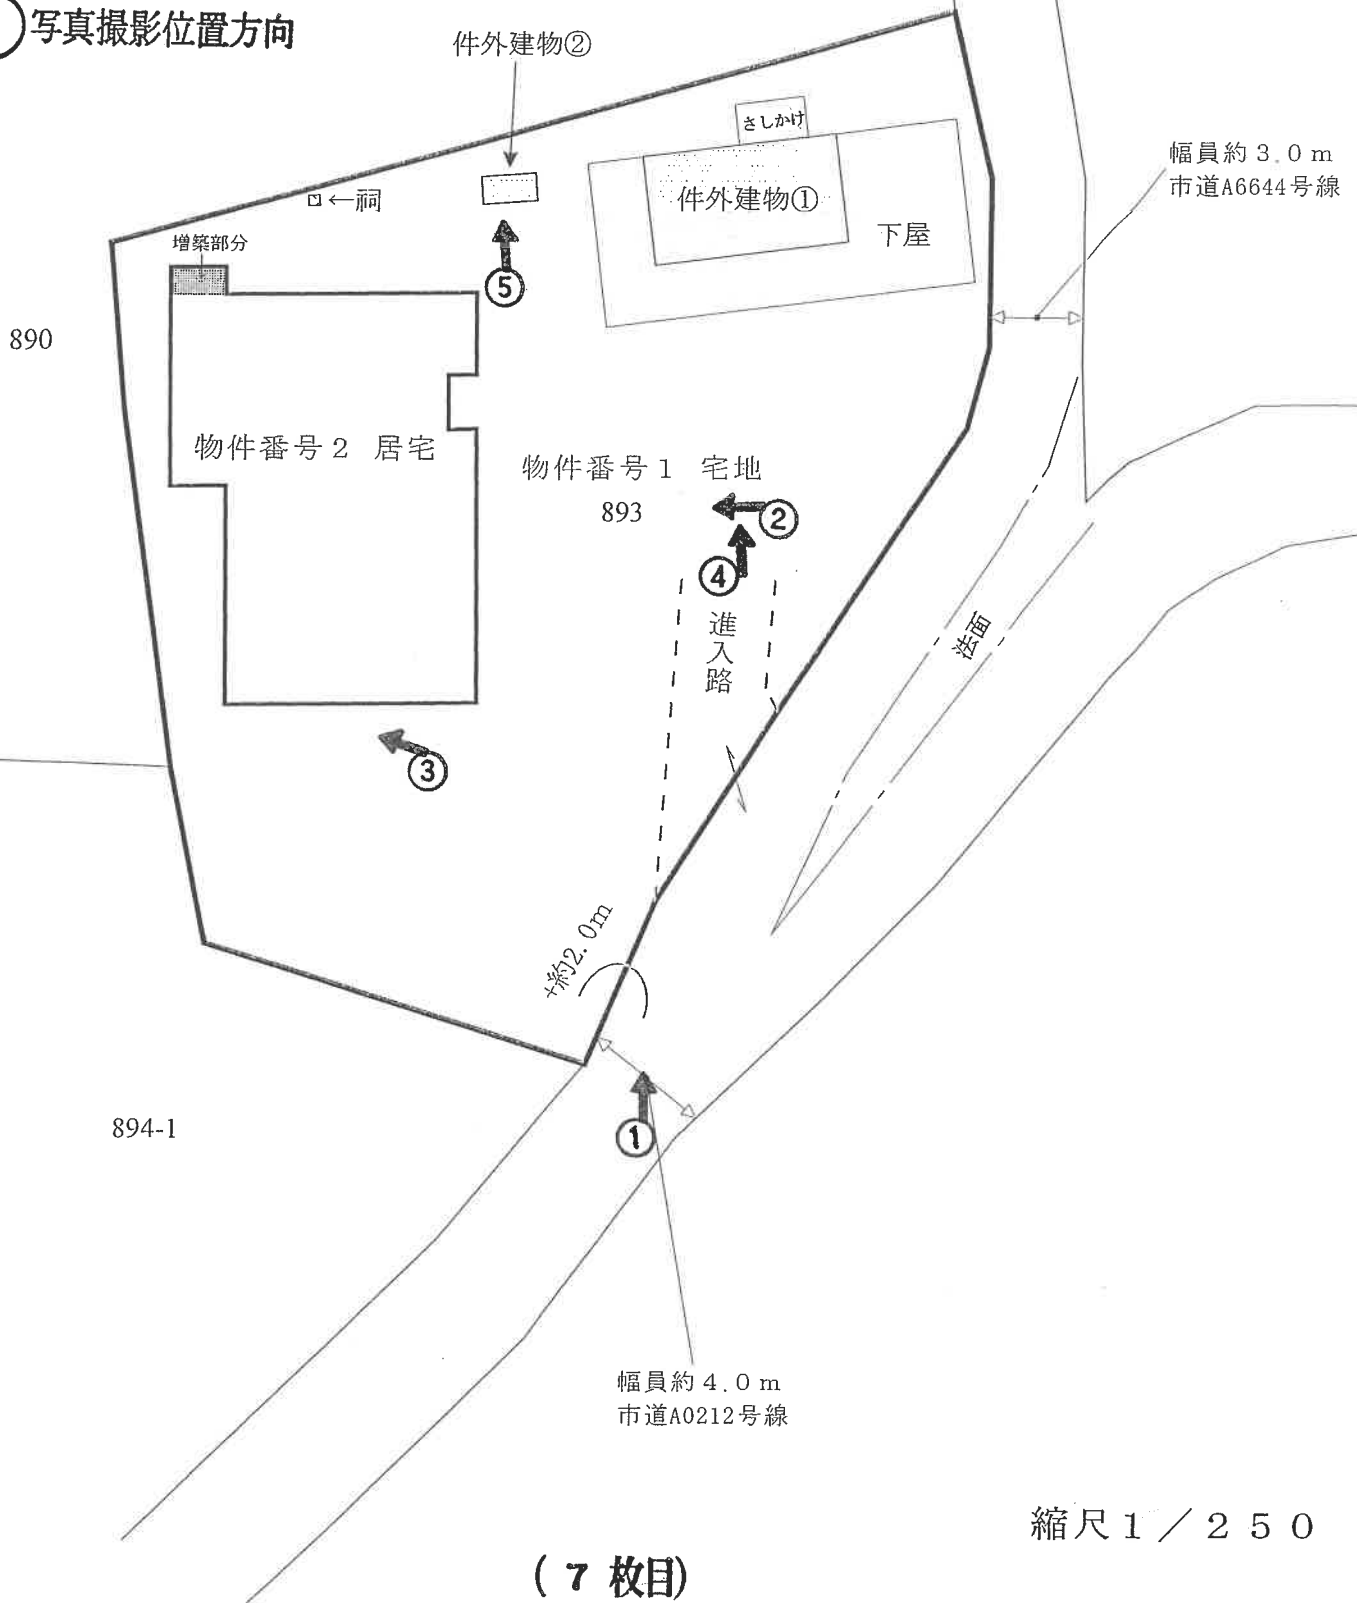 写真撮影位置方向
件外建物②
さしかけ
幅員約3.0m
市道A6644号線
←祠
件外建物①
下屋
増築部分
⑤
890
物件番号2 居宅
物件番号1 宅地
893
②
④
進入路
法面
③
+約2.0m
894-1
①
幅員約4.0m
市道A0212号線
縮尺1/250
(7枚目)